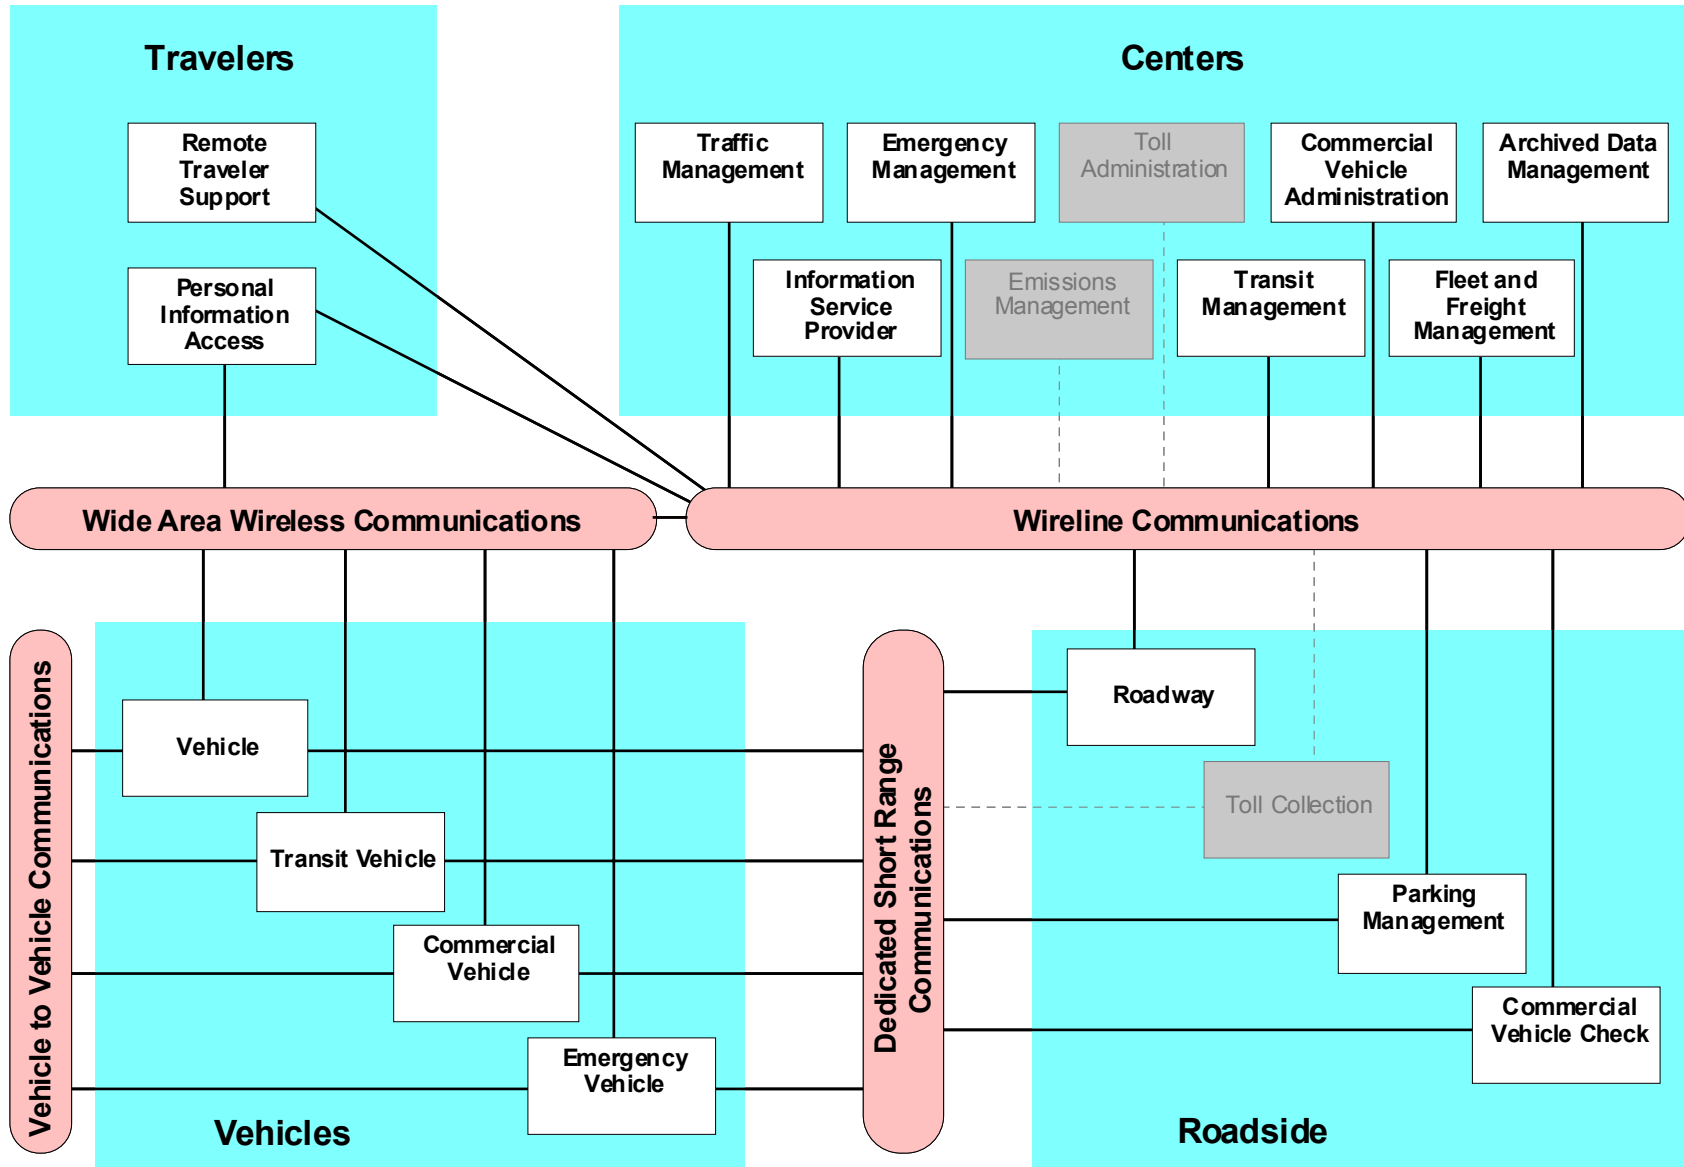 Travelers
Remote
Traveler
Support
Personal
Information
Access
Centers
Traffic
Management
Emergency
Management
Toll
Administration
Commercial
Vehicle
Administration
Archived Data
Management
Information
Service
Provider
Emissions
Management
Transit
Management
Fleet and
Freight
Management
Wide Area Wireless Communications
Wireline Communications
Vehicle to Vehicle Communications
Vehicle
Transit Vehicle
Commercial
Vehicle
Emergency
Vehicle
Vehicles
Dedicated Short Range
Communications
Roadway
Toll Collection
Parking
Management
Commercial
Vehicle Check
Roadside